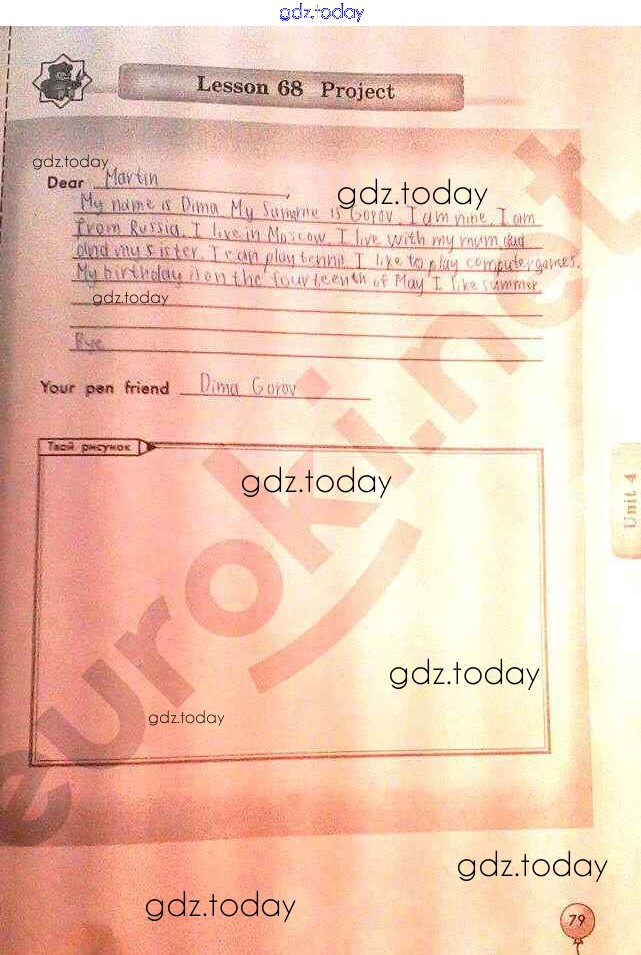 gdz.today
Lesson 68 Project
gdz.today
Dear Martin,
gdz.today
My name is Dima My surname is Gorov. I am nine. I am
from Russia. I live in Moscow. I live with my mum dad
and my sister. I can play tennis I like to play computer games.
My birthday is on the fourteenth of May I like summer
gdz.today
Bye
Your pen friend Dima Gorov
Твой рисунок
gdz.today
Unit 4
euroki.net
gdz.today
gdz.today
gdz.today
gdz.today
79